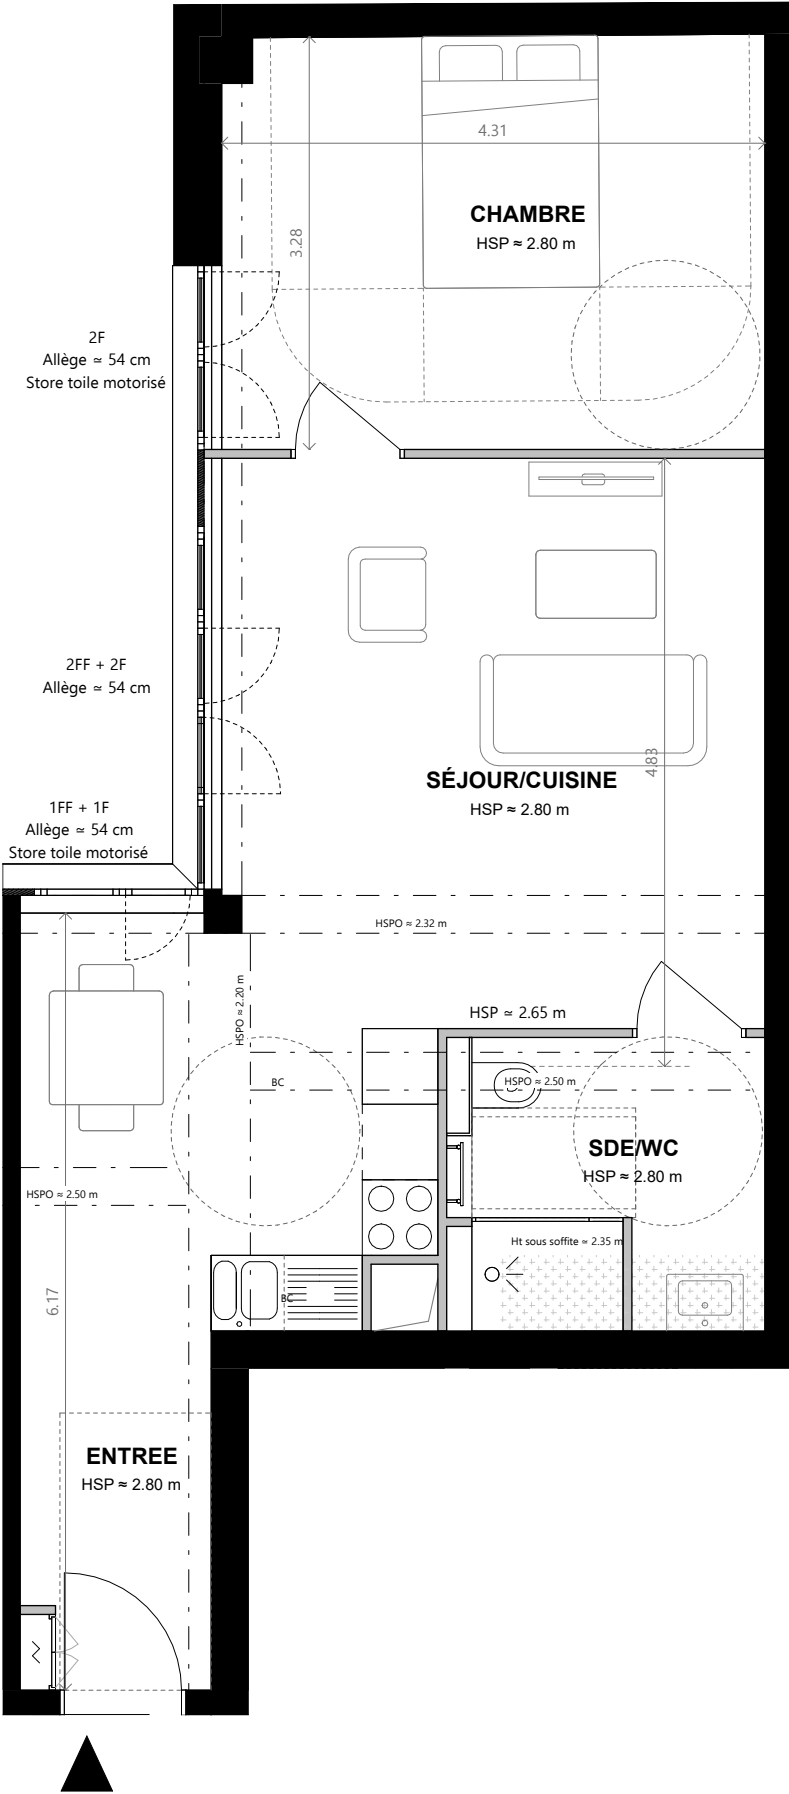 4.31
CHAMBRE
HSP ≈ 2.80 m
3.28
2F
Allège ≃ 54 cm
Store toile motorisé
2FF + 2F
Allège ≃ 54 cm
4.83
SÉJOUR/CUISINE
HSP ≈ 2.80 m
1FF + 1F
Allège ≃ 54 cm
Store toile motorisé
HSPO ≈ 2.32 m
HSPO ≈ 2.20 m
HSP ≃ 2.65 m
BC
HSPO ≈ 2.50 m
SDE/WC
HSP ≈ 2.80 m
HSPO ≈ 2.50 m
Ht sous soffite ≃ 2.35 m
6.17
BC
ENTREE
HSP ≈ 2.80 m